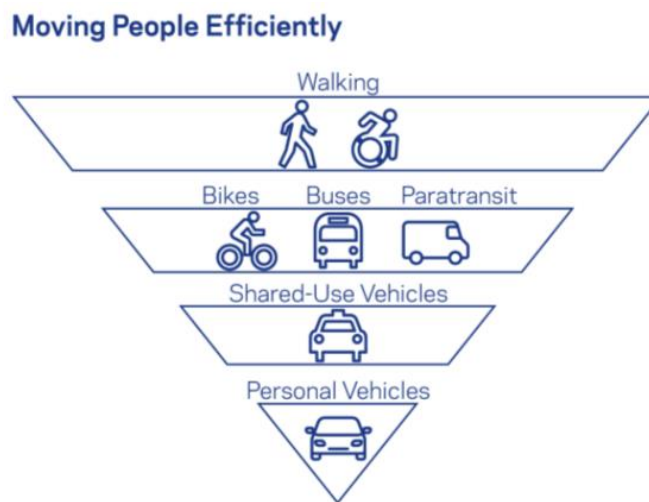 Moving People Efficiently
Walking
Bikes Buses Paratransit
Shared-Use Vehicles
Personal Vehicles